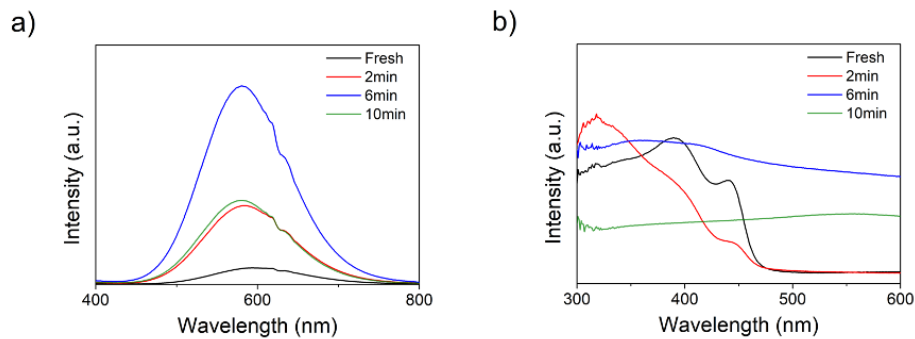 a)
Fresh
2min
6min
10min
Intensity (a.u.)
400
600
800
Wavelength (nm)
b)
Fresh
2min
6min
10min
Intensity (a.u.)
300
400
500
600
Wavelength (nm)